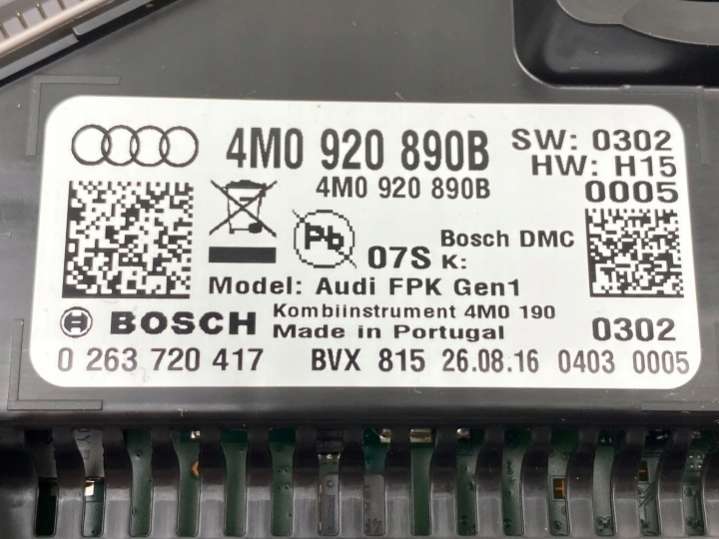 4M0 920 890B SW: 0302
HW: H15
4M0 920 890B 0005
Pb 07S Bosch DMC
K:
Model: Audi FPK Gen1
BOSCH Kombiinstrument 4M0 190
Made in Portugal 0302
0 263 720 417 BVX 815 26.08.16 0403 0005